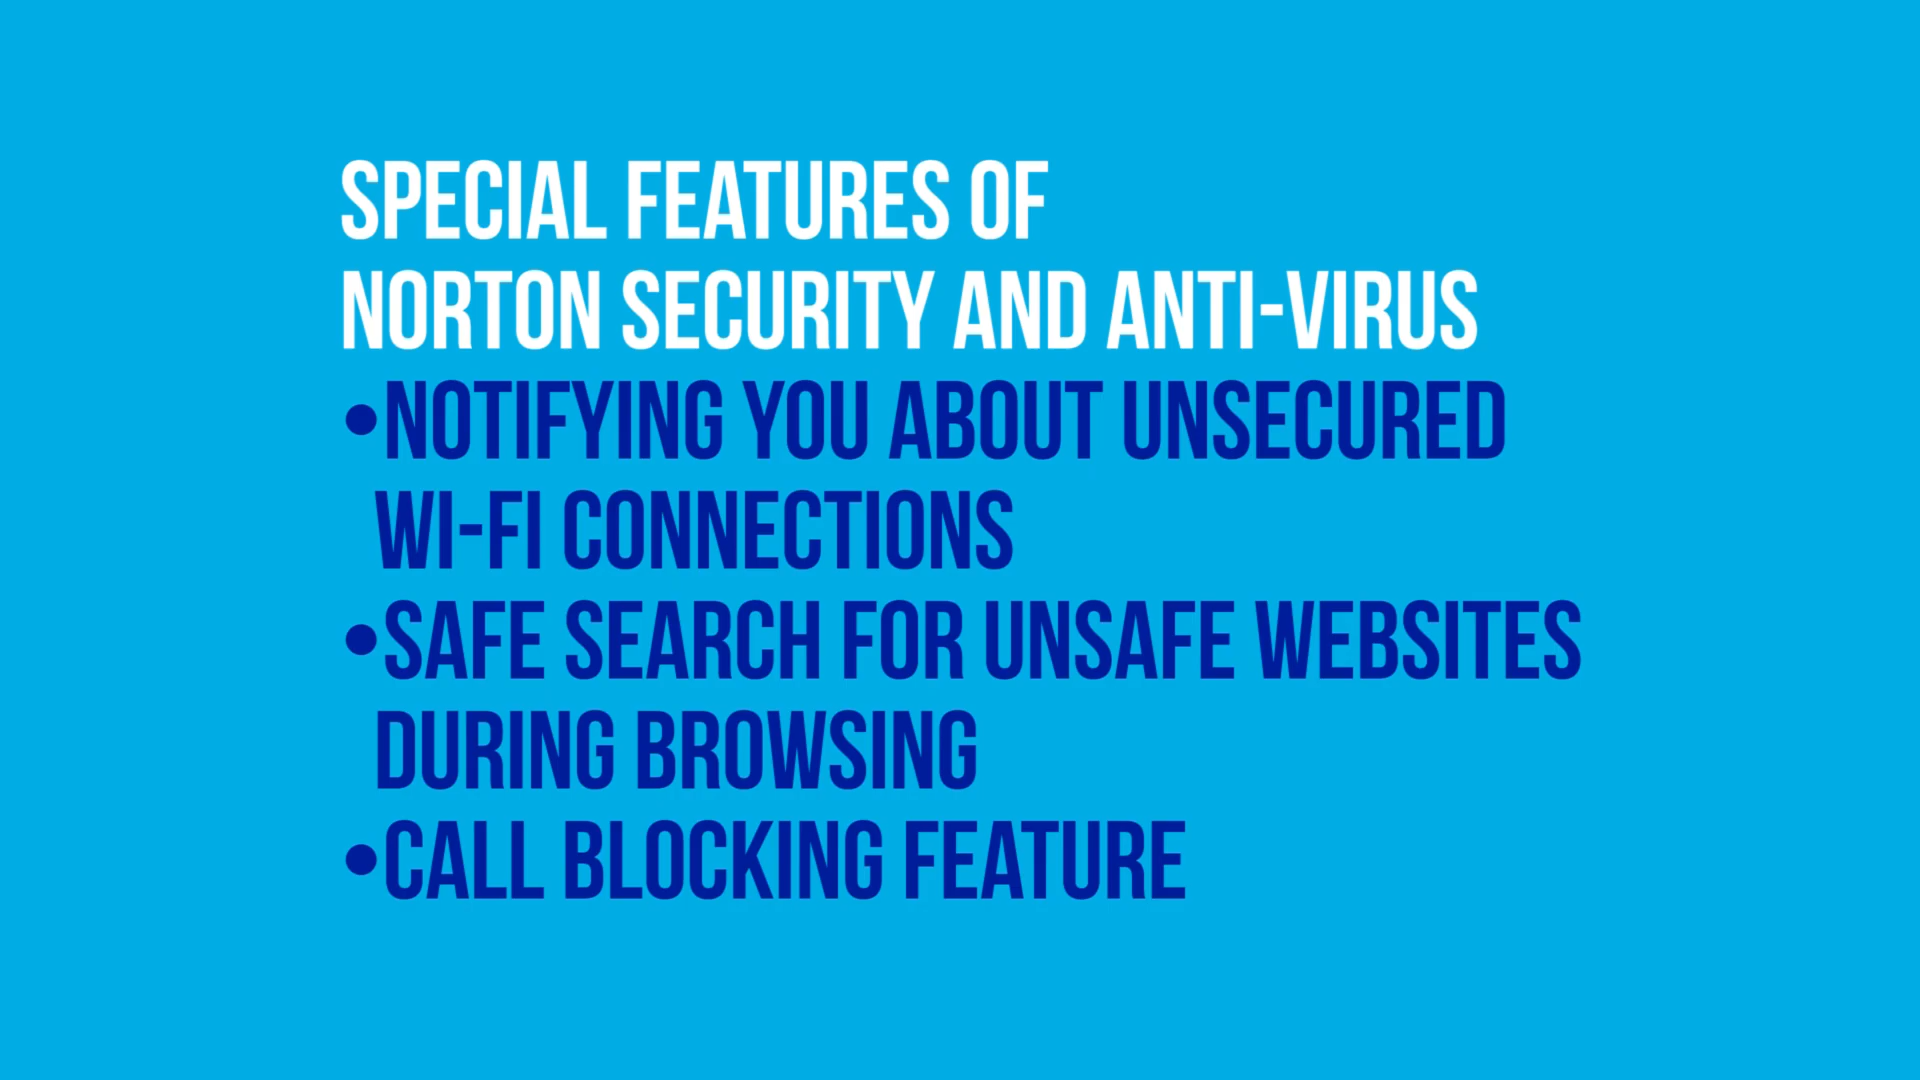 SPECIAL FEATURES OF
NORTON SECURITY AND ANTI-VIRUS
•NOTIFYING YOU ABOUT UNSECURED
WI-FI CONNECTIONS
•SAFE SEARCH FOR UNSAFE WEBSITES
DURING BROWSING
•CALL BLOCKING FEATURE